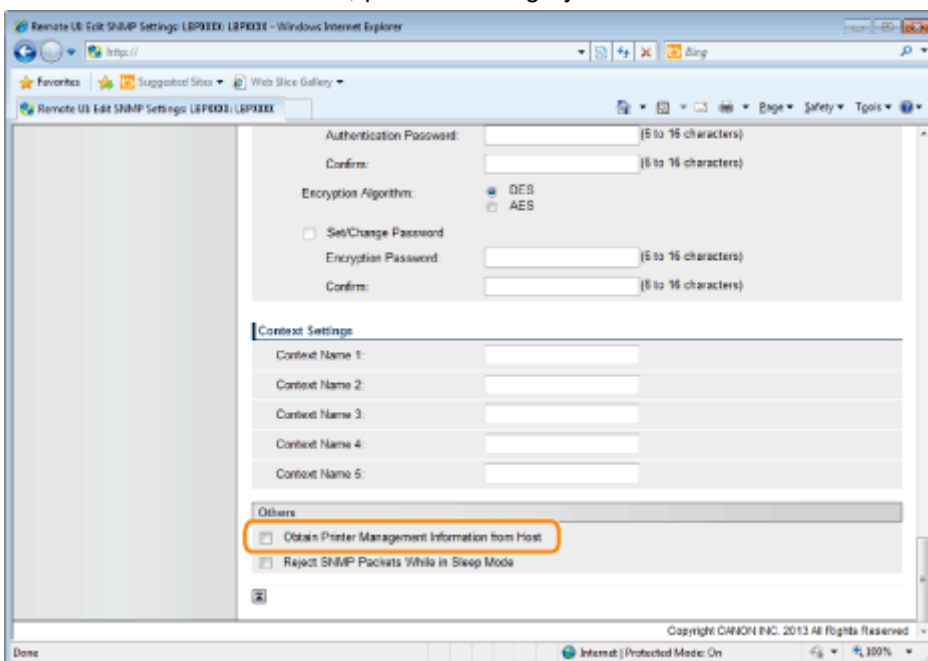 Remote UI: Edit SNMP Settings: LBPXXXX: LBPXXXX - Windows Internet Explorer
http://
Bing
Favorites Suggested Sites Web Slice Gallery
Remote UI: Edit SNMP Settings: LBPXXXX: LBPXXXX
Page Safety Tools
Authentication Password: (6 to 16 characters)
Confirm: (6 to 16 characters)
Encryption Algorithm: DES
AES
Set/Change Password
Encryption Password: (6 to 16 characters)
Confirm: (6 to 16 characters)
Context Settings
Context Name 1:
Context Name 2:
Context Name 3:
Context Name 4:
Context Name 5:
Others
Obtain Printer Management Information from Host
Reject SNMP Packets While in Sleep Mode
Copyright CANON INC. 2013 All Rights Reserved
Done Internet | Protected Mode: On 100%